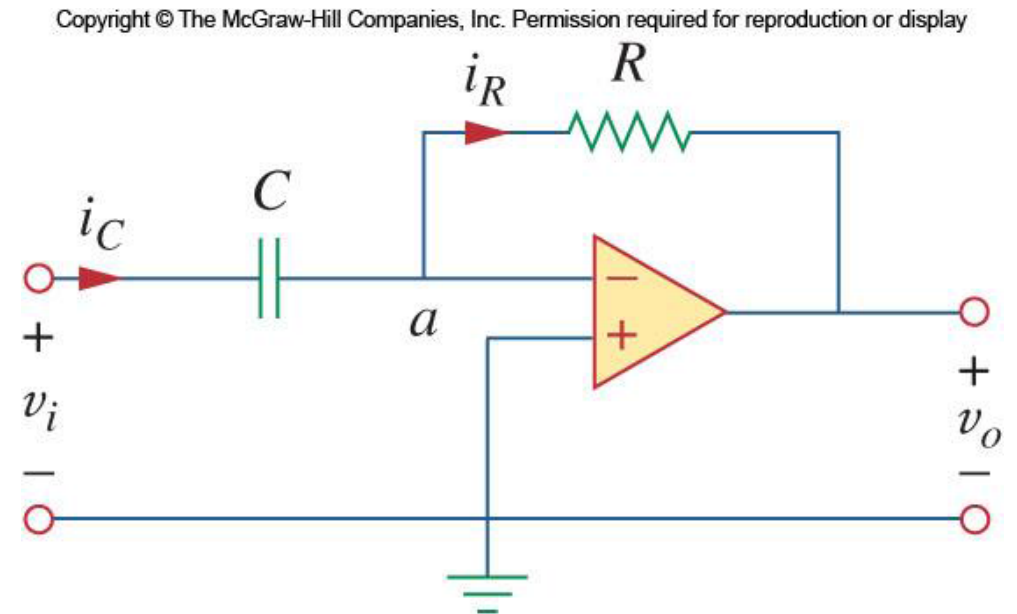 Copyright © The McGraw-Hill Companies, Inc. Permission required for reproduction or display
i_R R
i_C C
−
a +
+ +
v_i v_o
− −